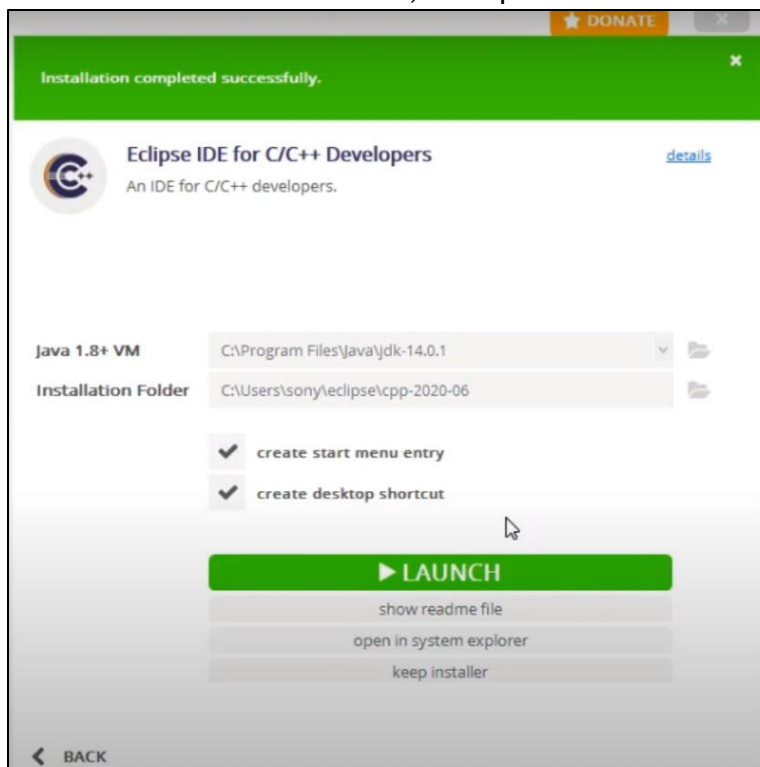 DONATE
Installation completed successfully.
Eclipse IDE for C/C++ Developers
details
An IDE for C/C++ developers.
Java 1.8+ VM
C:\Program Files\Java\jdk-14.0.1
Installation Folder
C:\Users\sony\eclipse\cpp-2020-06
create start menu entry
create desktop shortcut
LAUNCH
show readme file
open in system explorer
keep installer
BACK